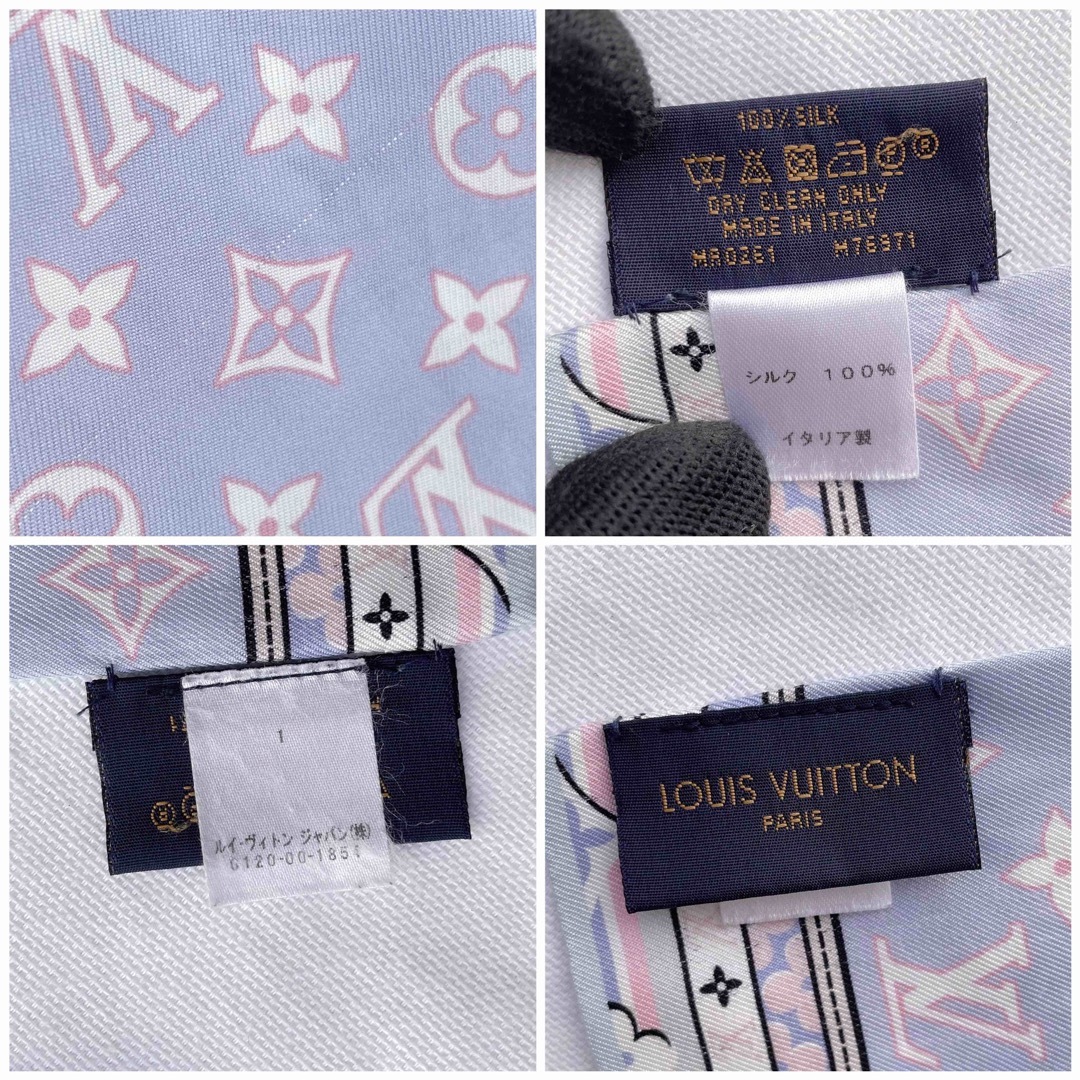 100% SILK
DRY CLEAN ONLY
MADE IN ITALY
MR0261 M76971
シルク 100%
イタリア製
1
ルイ・ヴィトン ジャパン(株)
LOUIS VUITTON
PARIS